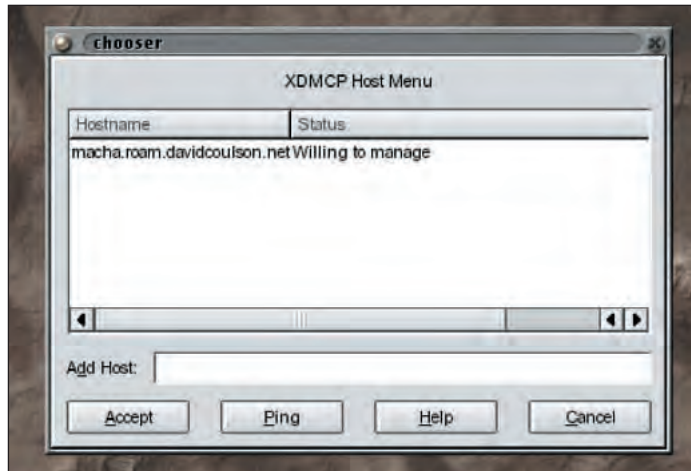 chooser
XDMCP Host Menu
Hostname Status
macha.roam.davidcoulson.net Willing to manage
Add Host:
Accept Ping Help Cancel